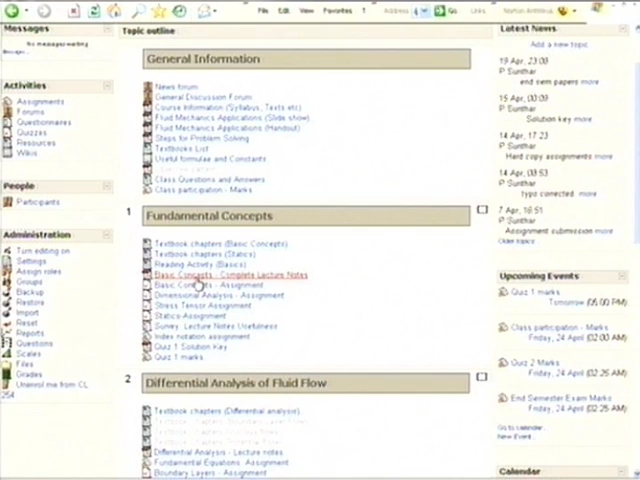 File Edit View Favorites Address Go Links Norton Antivirus
Messages
No messages waiting
Activities
Assignments
Forums
Questionnaires
Quizzes
Resources
Wikis
People
Participants
Administration
Turn editing on
Settings
Assign roles
Groups
Backup
Restore
Import
Reset
Reports
Questions
Scales
Files
Grades
Unenrol me from CL
254
Topic outline
General Information
News forum
General Discussion Forum
Course Information (Syllabus, Texts etc)
Fluid Mechanics Applications (Slide show)
Fluid Mechanics Applications (Handout)
Steps for Problem Solving
Textbooks List
Useful formulae and Constants
Class Questions and Answers
Class participation - Marks
1
Fundamental Concepts
Textbook chapters (Basic Concepts)
Textbook chapters (Statics)
Reading Activity (Basics)
Basic Concepts - Complete Lecture Notes
Basic Concepts - Assignment
Dimensional Analysis - Assignment
Stress Tensor Assignment
Statics-Assignment
Survey: Lecture Notes Usefulness
Index notation assignment
Quiz 1 Solution Key
Quiz 1 marks
2
Differential Analysis of Fluid Flow
Textbook chapters (Differential analysis)
Differential Analysis - Lecture notes
Fundamental Equations: Assignment
Boundary Layers - Assignment
Latest News
Add a new topic
19 Apr, 23:08
P Sunthar
end sem papers more
15 Apr, 00:09
P Sunthar
Solution key more
14 Apr, 17:23
P Sunthar
Hard copy assignments more
14 Apr, 08:53
P Sunthar
typo corrected. more
7 Apr, 16:51
P Sunthar
Assignment submission more
Older topics
Upcoming Events
Quiz 1 marks
Tomorrow (05:00 PM)
Class participation - Marks
Friday, 24 April (02:00 AM)
Quiz 2 Marks
Friday, 24 April (02:25 AM)
End Semester Exam Marks
Friday, 24 April (02:25 AM)
Go to calendar...
New Event...
Calendar